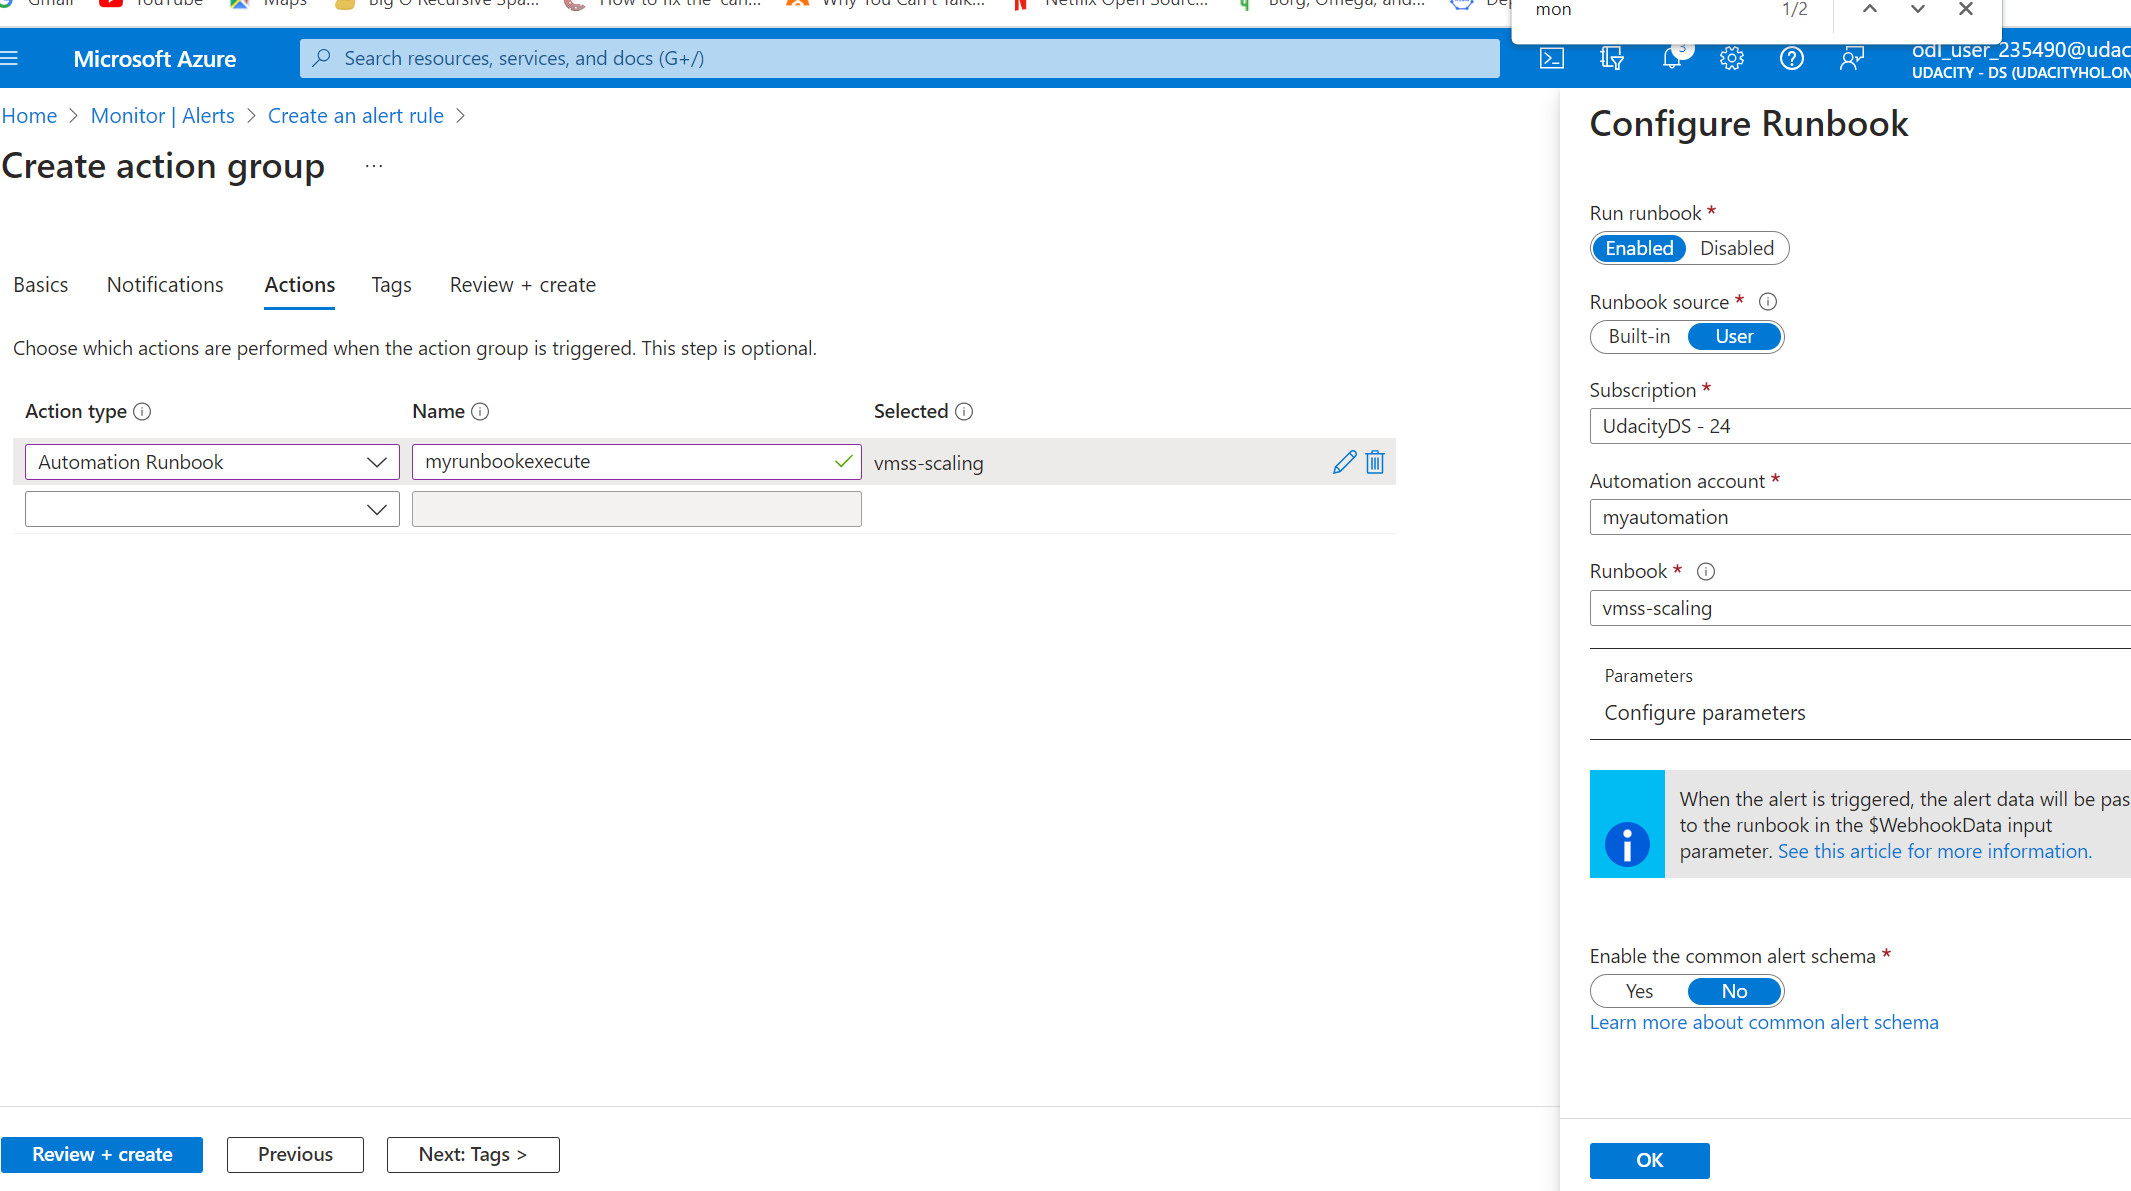 Gmail YouTube Maps Big O Recursive Spa... How to fix the 'can... Why You Can't Talk... Netflix Open Sourc... Borg, Omega, and...
mon 1/2
Microsoft Azure
Search resources, services, and docs (G+/)
3
odl_user_235490@udac
UDACITY - DS (UDACITYHOL.ON
Home > Monitor | Alerts > Create an alert rule >
Create action group ...
Basics Notifications Actions Tags Review + create
Choose which actions are performed when the action group is triggered. This step is optional.
Action type Name Selected
Automation Runbook myrunbookexecute vmss-scaling
Review + create Previous Next: Tags >
Configure Runbook
Run runbook *
Enabled Disabled
Runbook source *
Built-in User
Subscription *
UdacityDS - 24
Automation account *
myautomation
Runbook *
vmss-scaling
Parameters
Configure parameters
When the alert is triggered, the alert data will be pas
to the runbook in the $WebhookData input
parameter. See this article for more information.
Enable the common alert schema *
Yes No
Learn more about common alert schema
OK